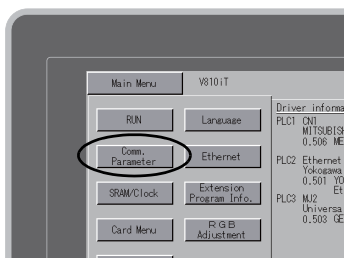 Main Menu
V810iT
RUN
Language
Comm.
Parameter
Ethernet
SRAM/Clock
Extension
Program Info.
Card Menu
RGB
Adjustment
Driver informa
PLC1 CN1
MITSUBISH
0.506 ME
PLC2 Ethernet
Yokogawa
0.501 YO
Et
PLC3 MJ2
Universa
0.503 GE